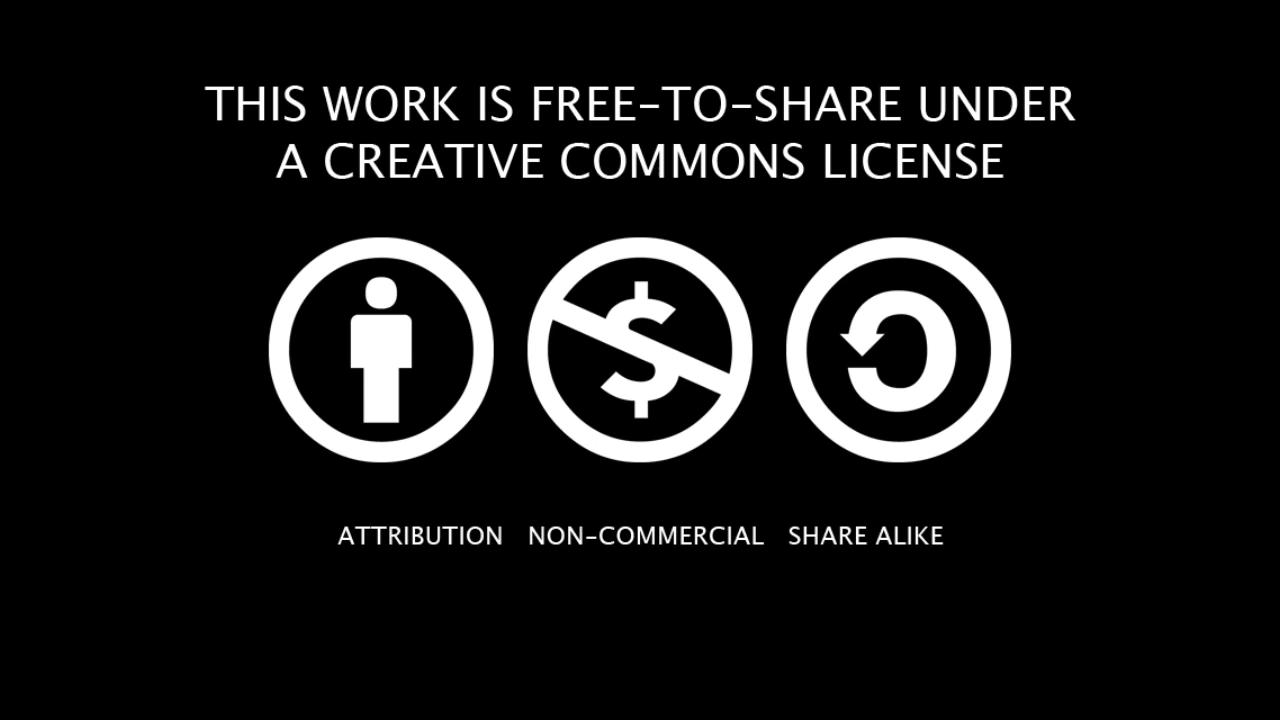 THIS WORK IS FREE-TO-SHARE UNDER
A CREATIVE COMMONS LICENSE
$
ATTRIBUTION NON-COMMERCIAL SHARE ALIKE